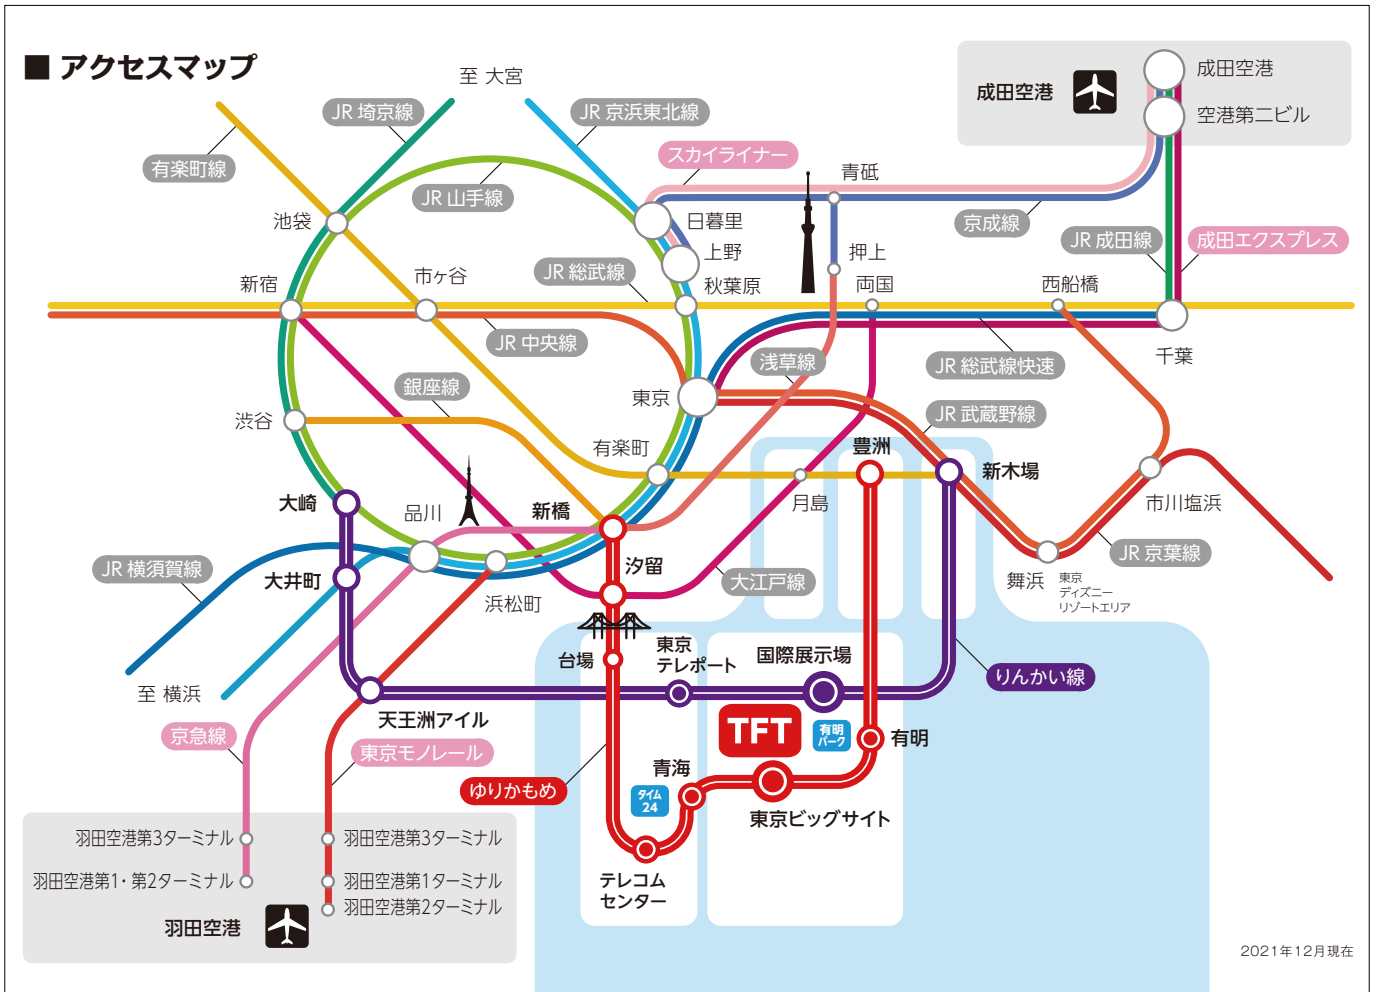 ■ アクセスマップ
至 大宮
JR 埼京線
JR 京浜東北線
有楽町線
スカイライナー
JR 山手線
成田空港
成田空港
空港第二ビル
青砥
京成線
JR 成田線
成田エクスプレス
池袋
日暮里
上野
押上
市ヶ谷
JR 総武線
秋葉原
両国
西船橋
新宿
JR 中央線
浅草線
JR 総武線快速
千葉
銀座線
東京
JR 武蔵野線
渋谷
有楽町
豊洲
新木場
大崎
品川
新橋
月島
市川塩浜
JR 京葉線
JR 横須賀線
大井町
浜松町
汐留
大江戸線
舞浜
東京
ディズニー
リゾートエリア
至 横浜
台場
東京
テレポート
国際展示場
りんかい線
天王洲アイル
京急線
東京モノレール
TFT
有明
パーク
有明
ゆりかもめ
青海
タイム
24
東京ビッグサイト
羽田空港第3ターミナル
羽田空港第3ターミナル
羽田空港第1・第2ターミナル
羽田空港第1ターミナル
羽田空港第2ターミナル
テレコム
センター
羽田空港
2021年12月現在